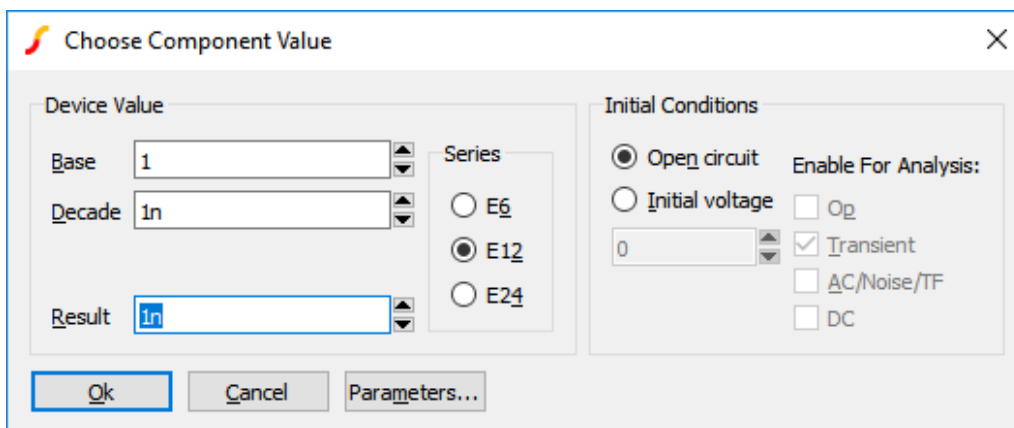 Choose Component Value
Device Value
Base 1
Decade 1n
Result 1n
Series
E6
E12
E24
Initial Conditions
Open circuit
Initial voltage
0
Enable For Analysis:
Op
Transient
AC/Noise/TF
DC
Ok Cancel Parameters...